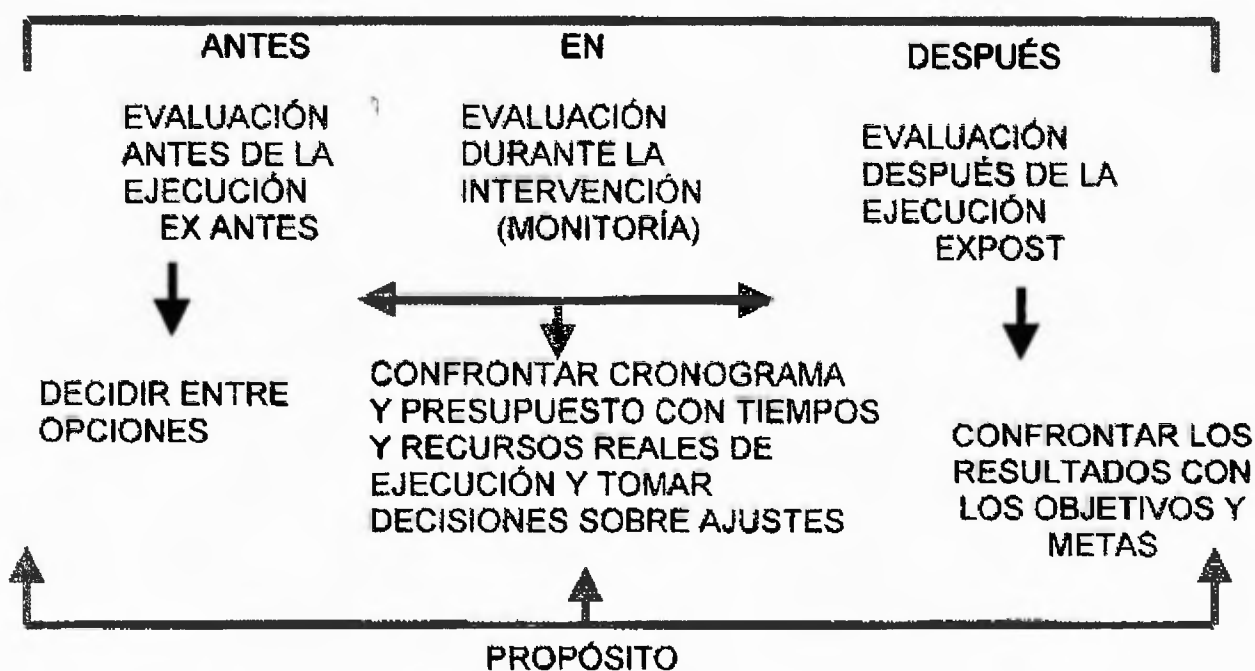 ANTES
EN
DESPUÉS
EVALUACIÓN
ANTES DE LA
EJECUCIÓN
EX ANTES
EVALUACIÓN
DURANTE LA
INTERVENCIÓN
(MONITORÍA)
EVALUACIÓN
DESPUÉS DE LA
EJECUCIÓN
EXPOST
DECIDIR ENTRE
OPCIONES
CONFRONTAR CRONOGRAMA
Y PRESUPUESTO CON TIEMPOS
Y RECURSOS REALES DE
EJECUCIÓN Y TOMAR
DECISIONES SOBRE AJUSTES
CONFRONTAR LOS
RESULTADOS CON
LOS OBJETIVOS Y
METAS
PROPÓSITO